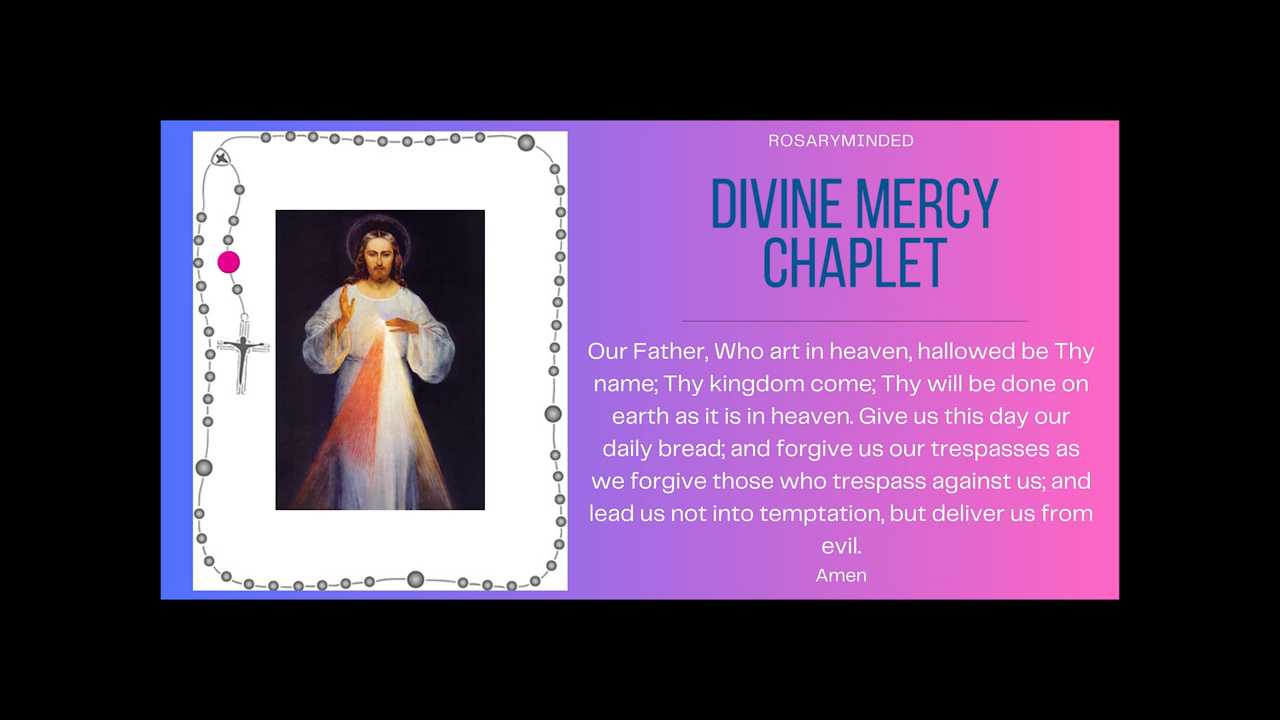 ROSARYMINDED
DIVINE MERCY
CHAPLET
Our Father, Who art in heaven, hallowed be Thy
name; Thy kingdom come; Thy will be done on
earth as it is in heaven. Give us this day our
daily bread; and forgive us our trespasses as
we forgive those who trespass against us; and
lead us not into temptation, but deliver us from
evil.
Amen